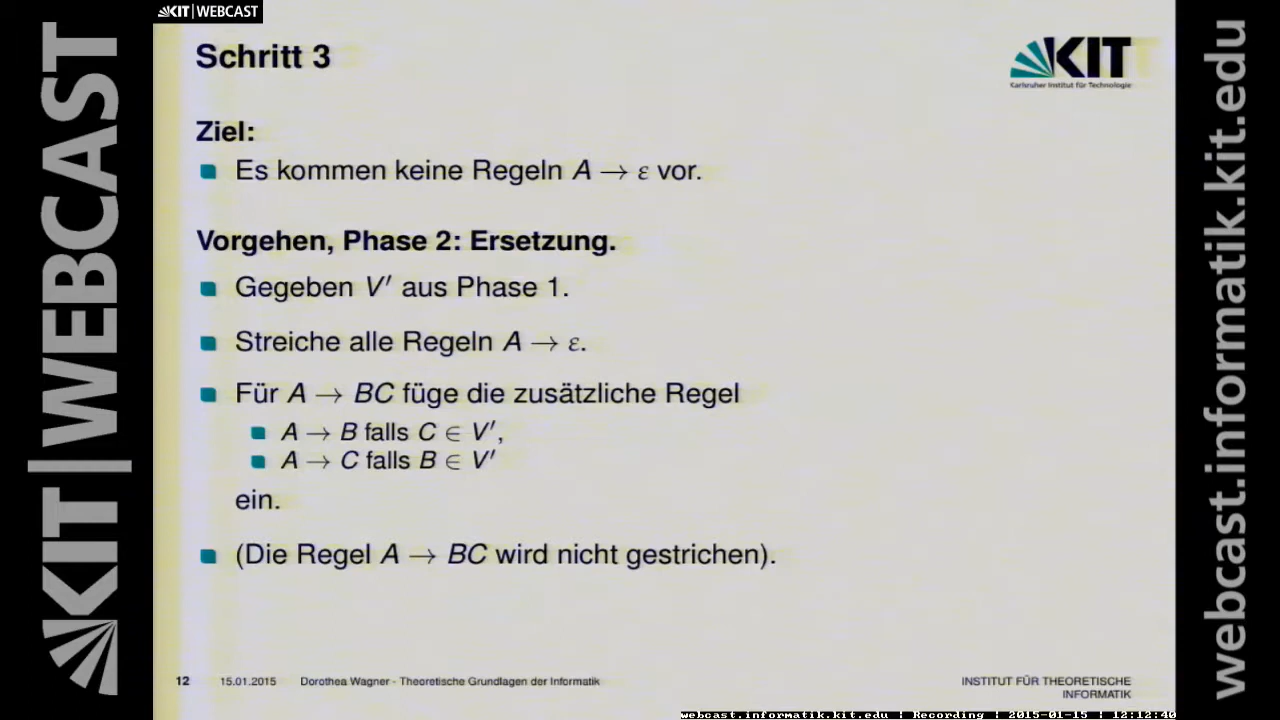 KIT | WEBCAST
KIT | WEBCAST
Schritt 3
KIT
Karlsruher Institut für Technologie
Ziel:
Es kommen keine Regeln A → ε vor.
Vorgehen, Phase 2: Ersetzung.
Gegeben V′ aus Phase 1.
Streiche alle Regeln A → ε.
Für A → BC füge die zusätzliche Regel
A → B falls C ∈ V′,
A → C falls B ∈ V′
ein.
(Die Regel A → BC wird nicht gestrichen).
12 15.01.2015 Dorothea Wagner - Theoretische Grundlagen der Informatik
INSTITUT FÜR THEORETISCHE
INFORMATIK
webcast.informatik.kit.edu | Recording | 2015-01-15 | 12:12:40
webcast.informatik.kit.edu